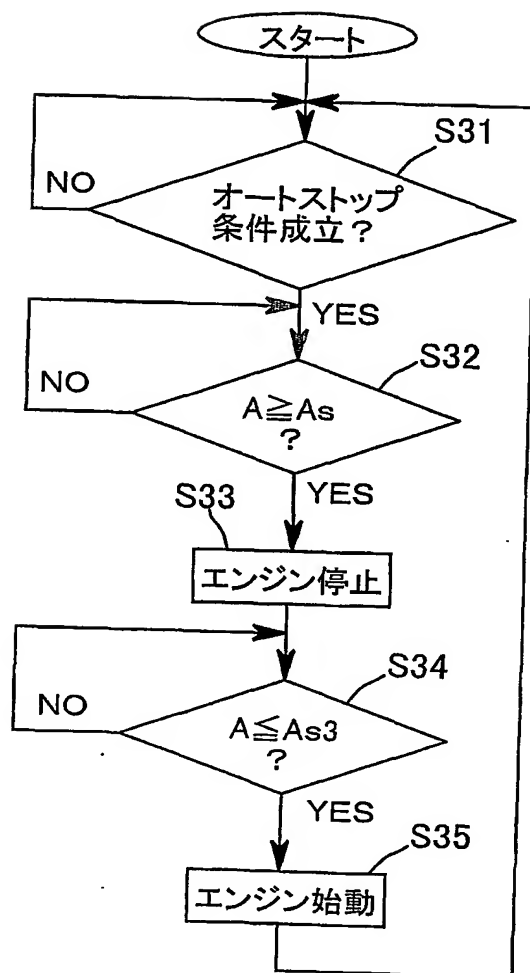 スタート
S31
NO
オートストップ
条件成立?
YES
S32
NO
A≧As
?
YES
S33
エンジン停止
S34
NO
A≦As3
?
YES
S35
エンジン始動